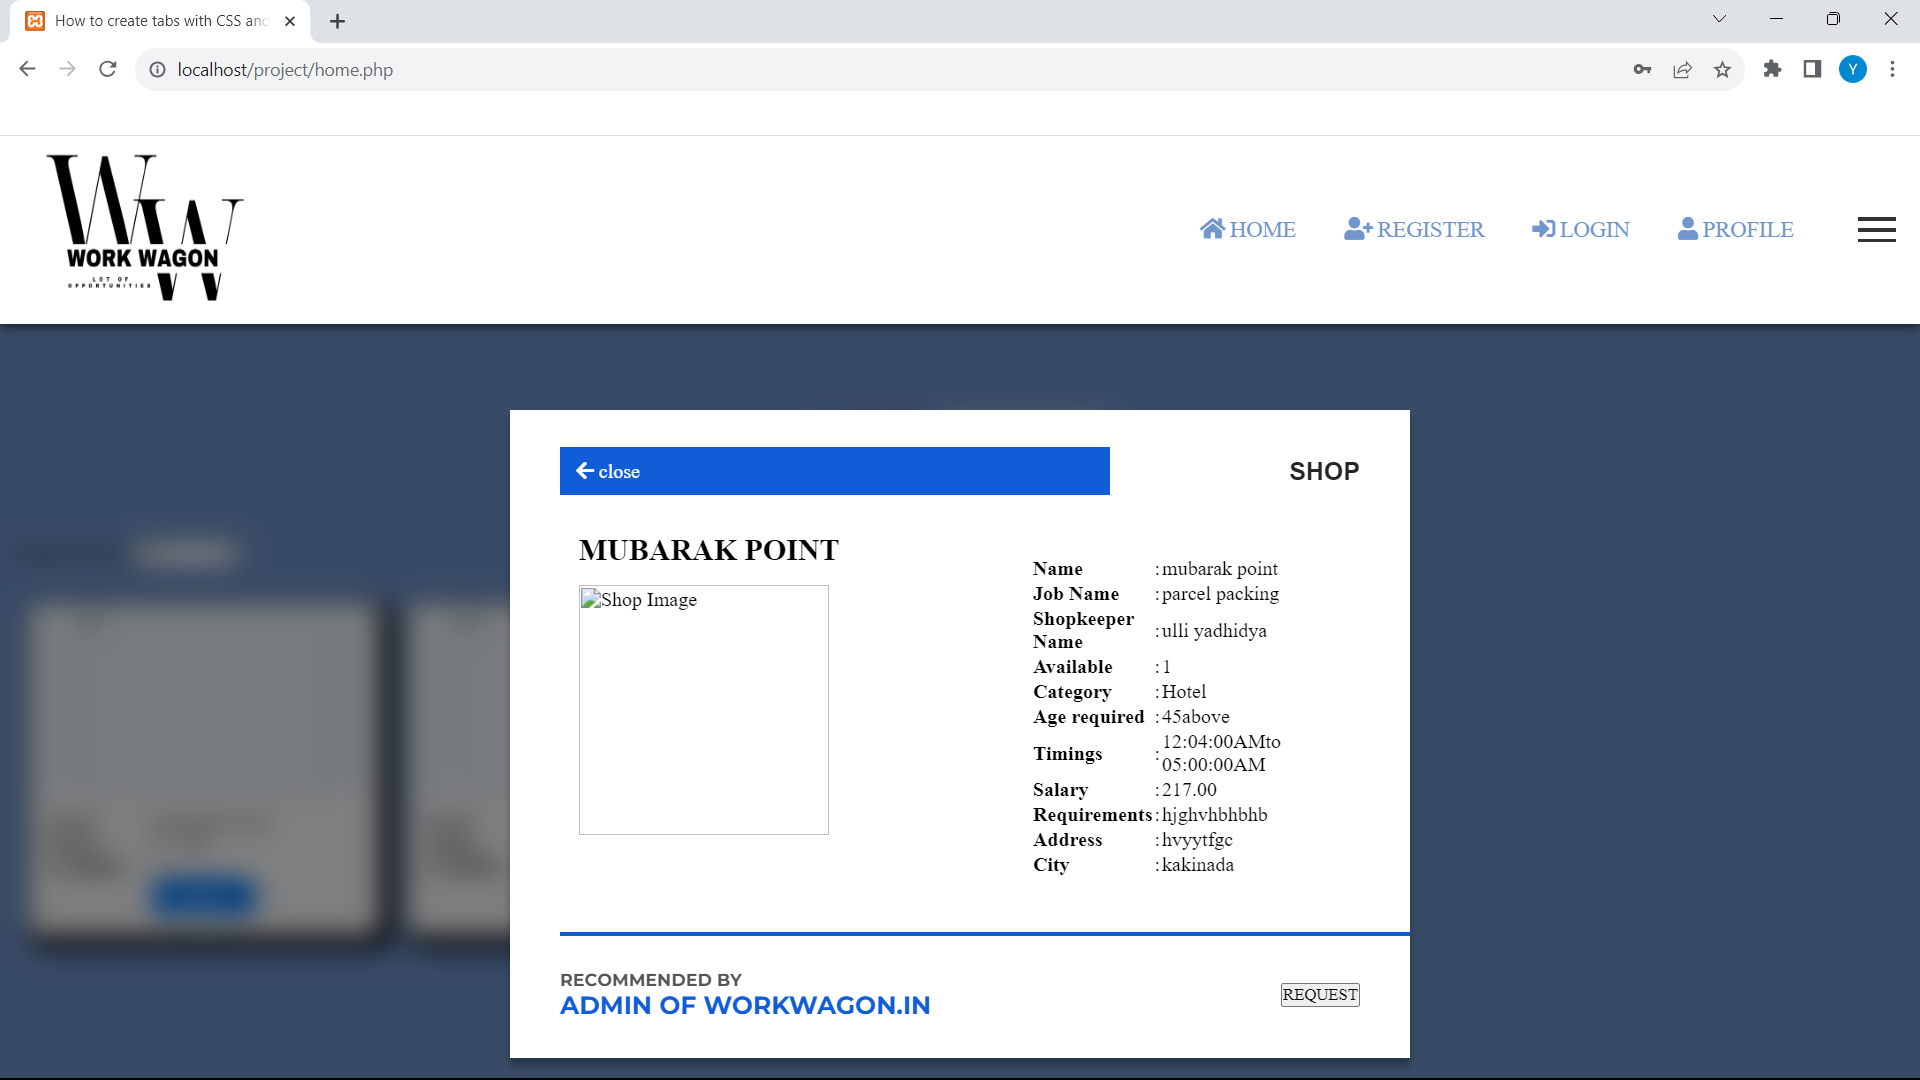 How to create tabs with CSS and
localhost/project/home.php
Y
WW
WORK WAGON
LOT OF
OPPORTUNITIES
HOME
REGISTER
LOGIN
PROFILE
close
SHOP
MUBARAK POINT
Shop Image
Name :mubarak point
Job Name :parcel packing
Shopkeeper
Name :ulli yadhidya
Available :1
Category :Hotel
Age required :45above
Timings :12:04:00AMto
05:00:00AM
Salary :217.00
Requirements:hjghvhbhbhb
Address :hvyytfgc
City :kakinada
RECOMMENDED BY
ADMIN OF WORKWAGON.IN
REQUEST